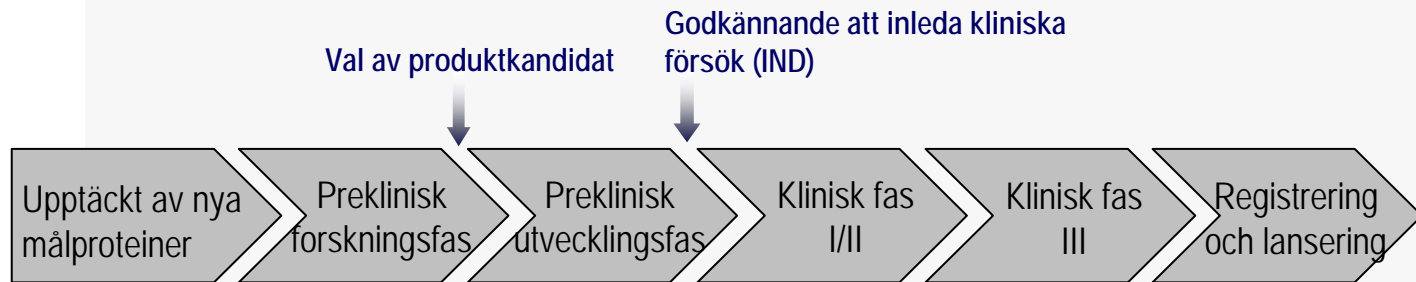 Godkännande att inleda kliniska
försök (IND)
Val av produktkandidat
Upptäckt av nya
målproteiner
Preklinisk
forskningsfas
Preklinisk
utvecklingsfas
Klinisk fas
I/II
Klinisk fas
III
Registrering
och lansering